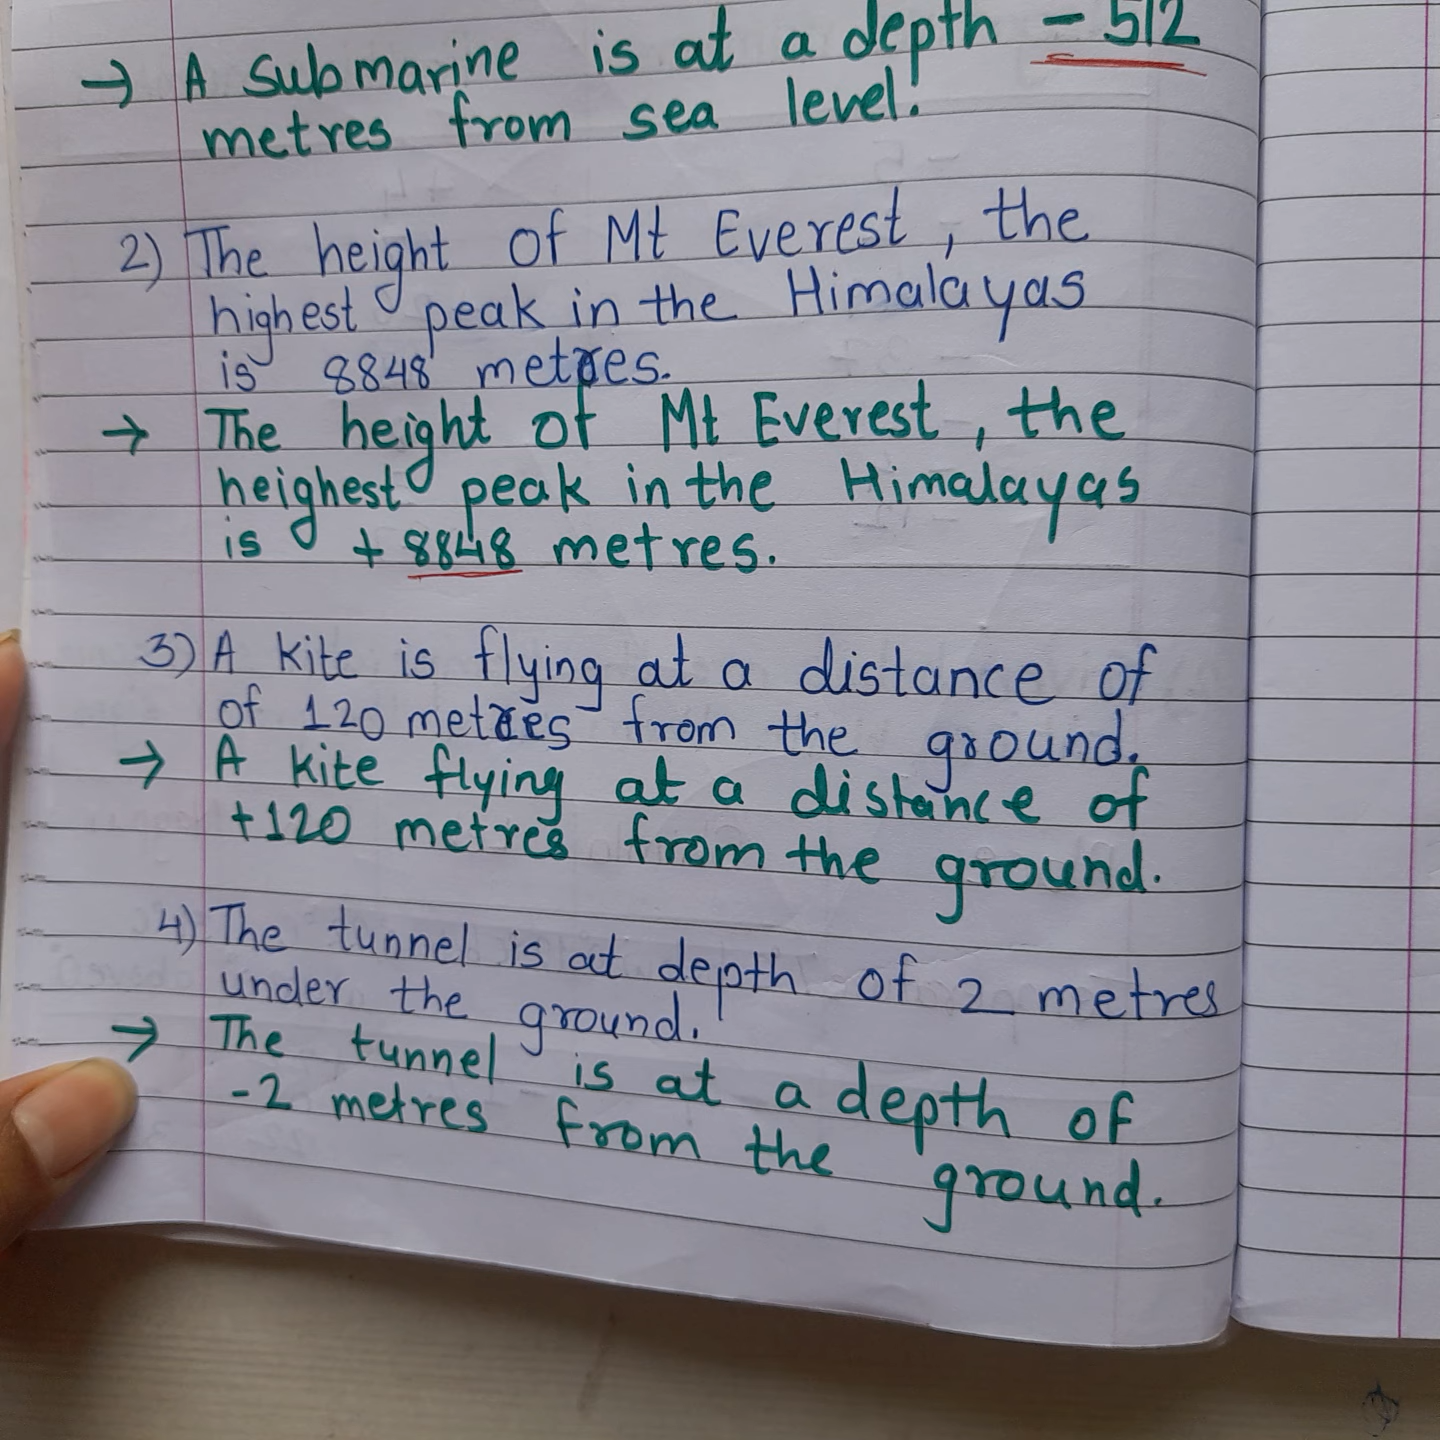 → A submarine is at a depth - 512
metres from sea level.
2) The height of Mt Everest, the
highest peak in the Himalayas
is 8848 metres.
→ The height of Mt Everest, the
heighest peak in the Himalayas
is + 8848 metres.
3) A kite is flying at a distance of
of 120 metres from the ground.
→ A kite flying at a distance of
+120 metres from the ground.
4) The tunnel is at depth of 2 metres
under the ground.
→ The tunnel is at a depth of
-2 metres from the ground.